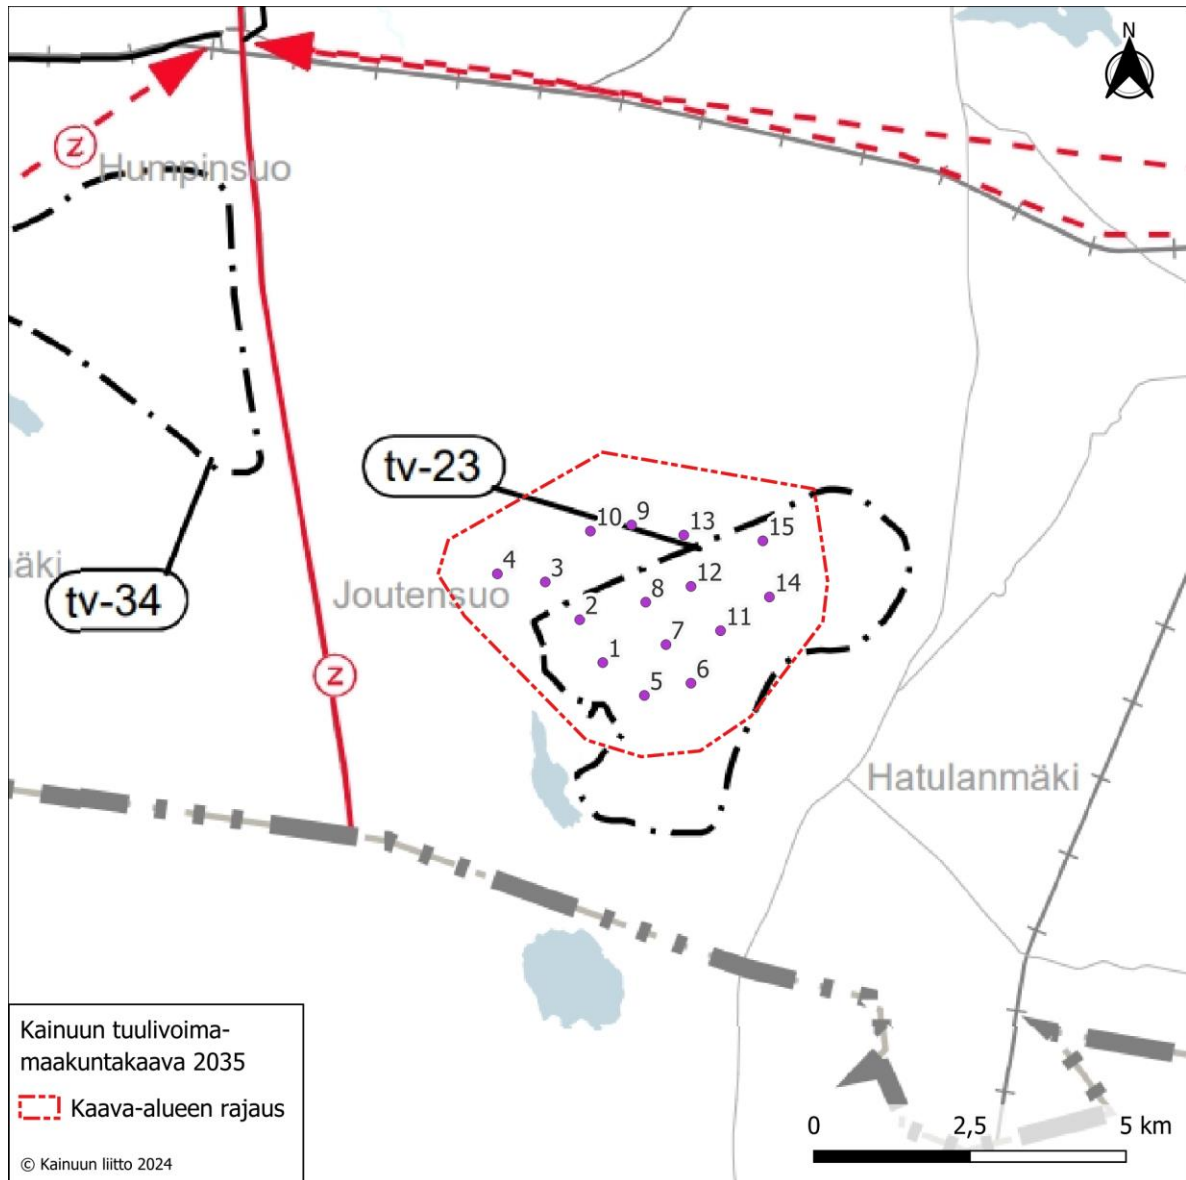 N
Z
Humpinsuo
tv-23
10
9
13
15
4
3
12
14
8
äki
tv-34
Joutensuo
2
11
1
7
5
6
Z
Hatulanmäki
Kainuun tuulivoima-
maakuntakaava 2035
Kaava-alueen rajaus
© Kainuun liitto 2024
0 2,5 5 km